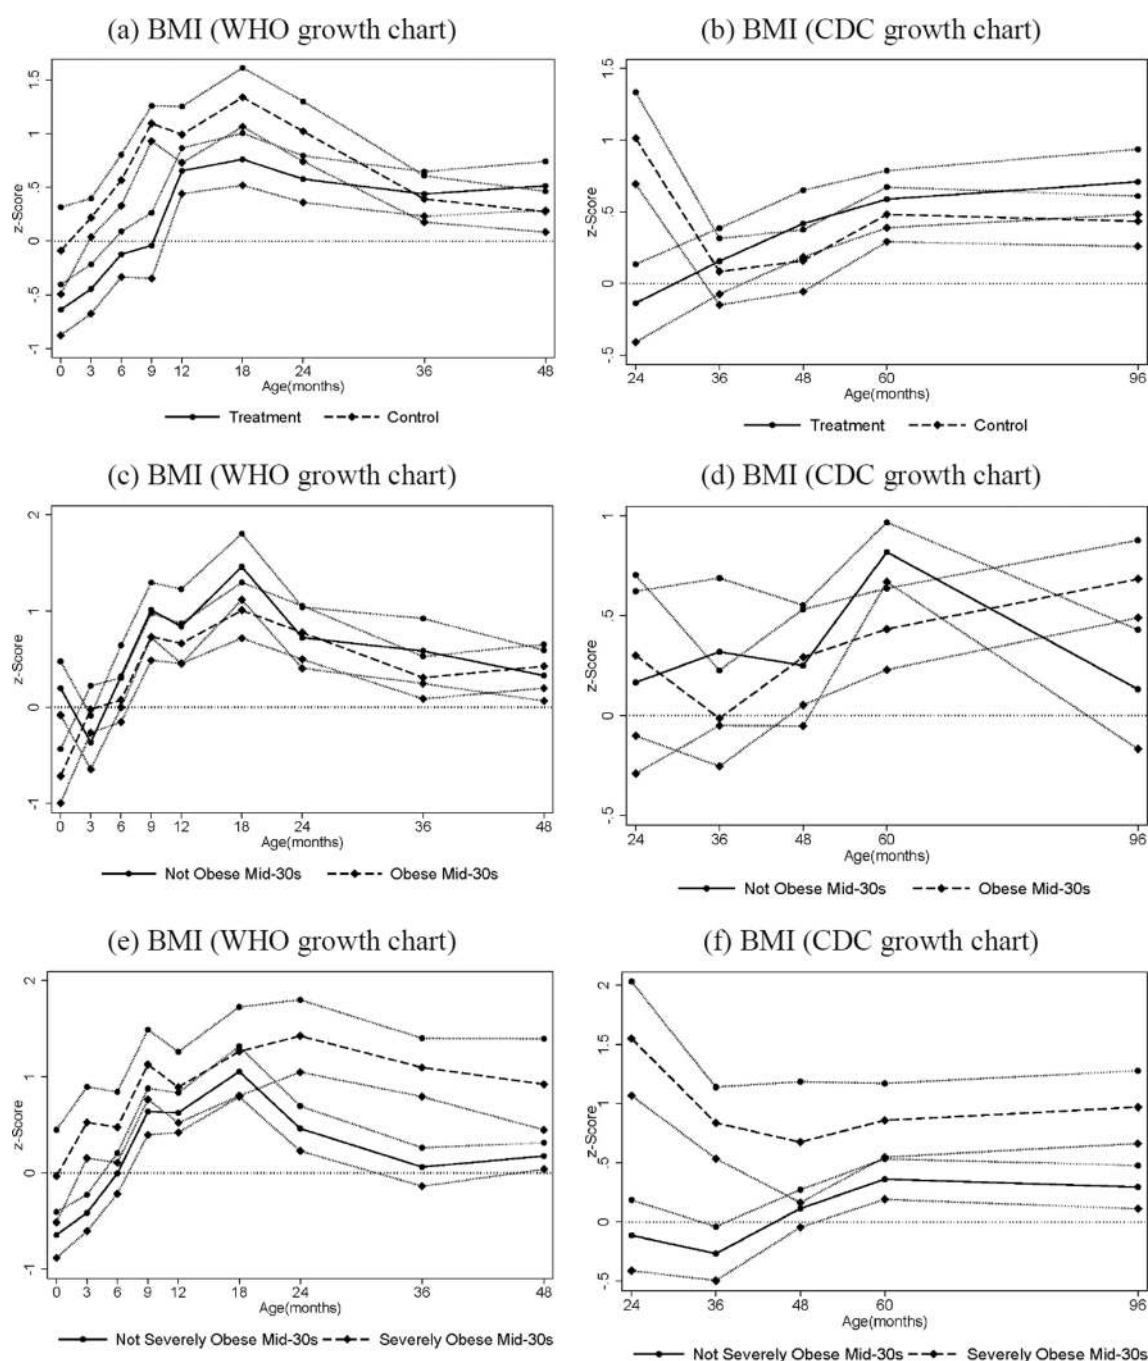 (a) BMI (WHO growth chart)
z-Score
1.5
1
.5
0
-.5
-1
0 3 6 9 12 18 24 36 48
Age(months)
Treatment Control
(b) BMI (CDC growth chart)
z-Score
1.5
1
.5
0
-.5
24 36 48 60 96
Age(months)
Treatment Control
(c) BMI (WHO growth chart)
z-Score
2
1
0
-1
0 3 6 9 12 18 24 36 48
Age(months)
Not Obese Mid-30s Obese Mid-30s
(d) BMI (CDC growth chart)
z-Score
1
.5
0
-.5
24 36 48 60 96
Age(months)
Not Obese Mid-30s Obese Mid-30s
(e) BMI (WHO growth chart)
z-Score
2
1
0
-1
0 3 6 9 12 18 24 36 48
Age(months)
Not Severely Obese Mid-30s Severely Obese Mid-30s
(f) BMI (CDC growth chart)
z-Score
2
1.5
1
.5
0
-.5
24 36 48 60 96
Age(months)
Not Severely Obese Mid-30s Severely Obese Mid-30s